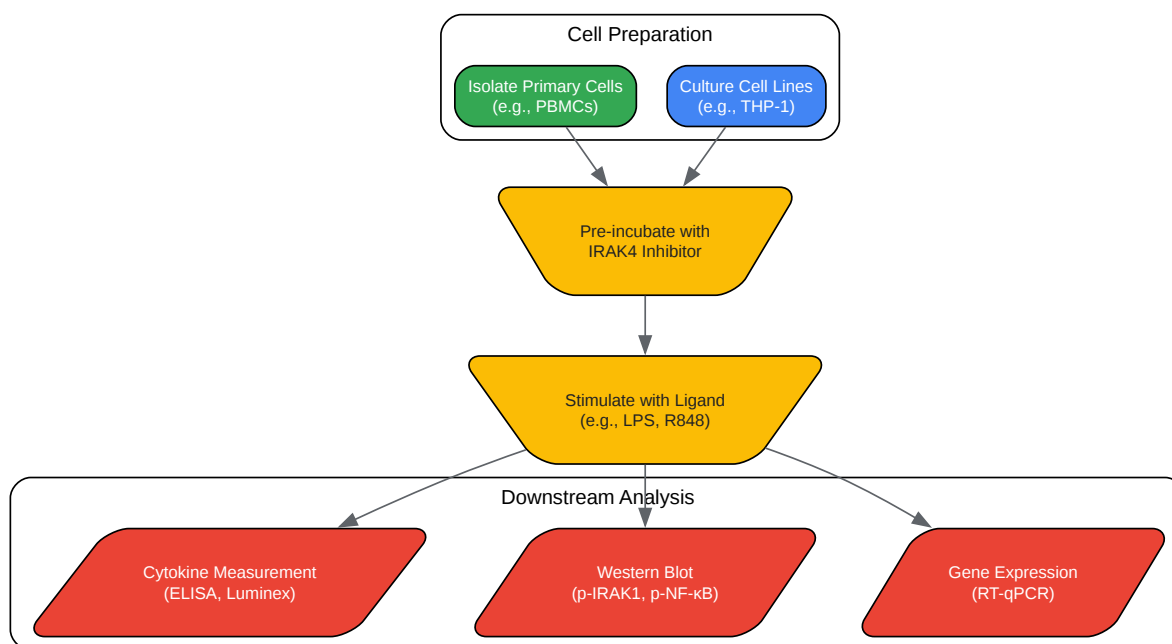 Cell Preparation
Isolate Primary Cells
(e.g., PBMCs)
Culture Cell Lines
(e.g., THP-1)
Pre-incubate with
IRAK4 Inhibitor
Stimulate with Ligand
(e.g., LPS, R848)
Downstream Analysis
Cytokine Measurement
(ELISA, Luminex)
Western Blot
(p-IRAK1, p-NF-κB)
Gene Expression
(RT-qPCR)